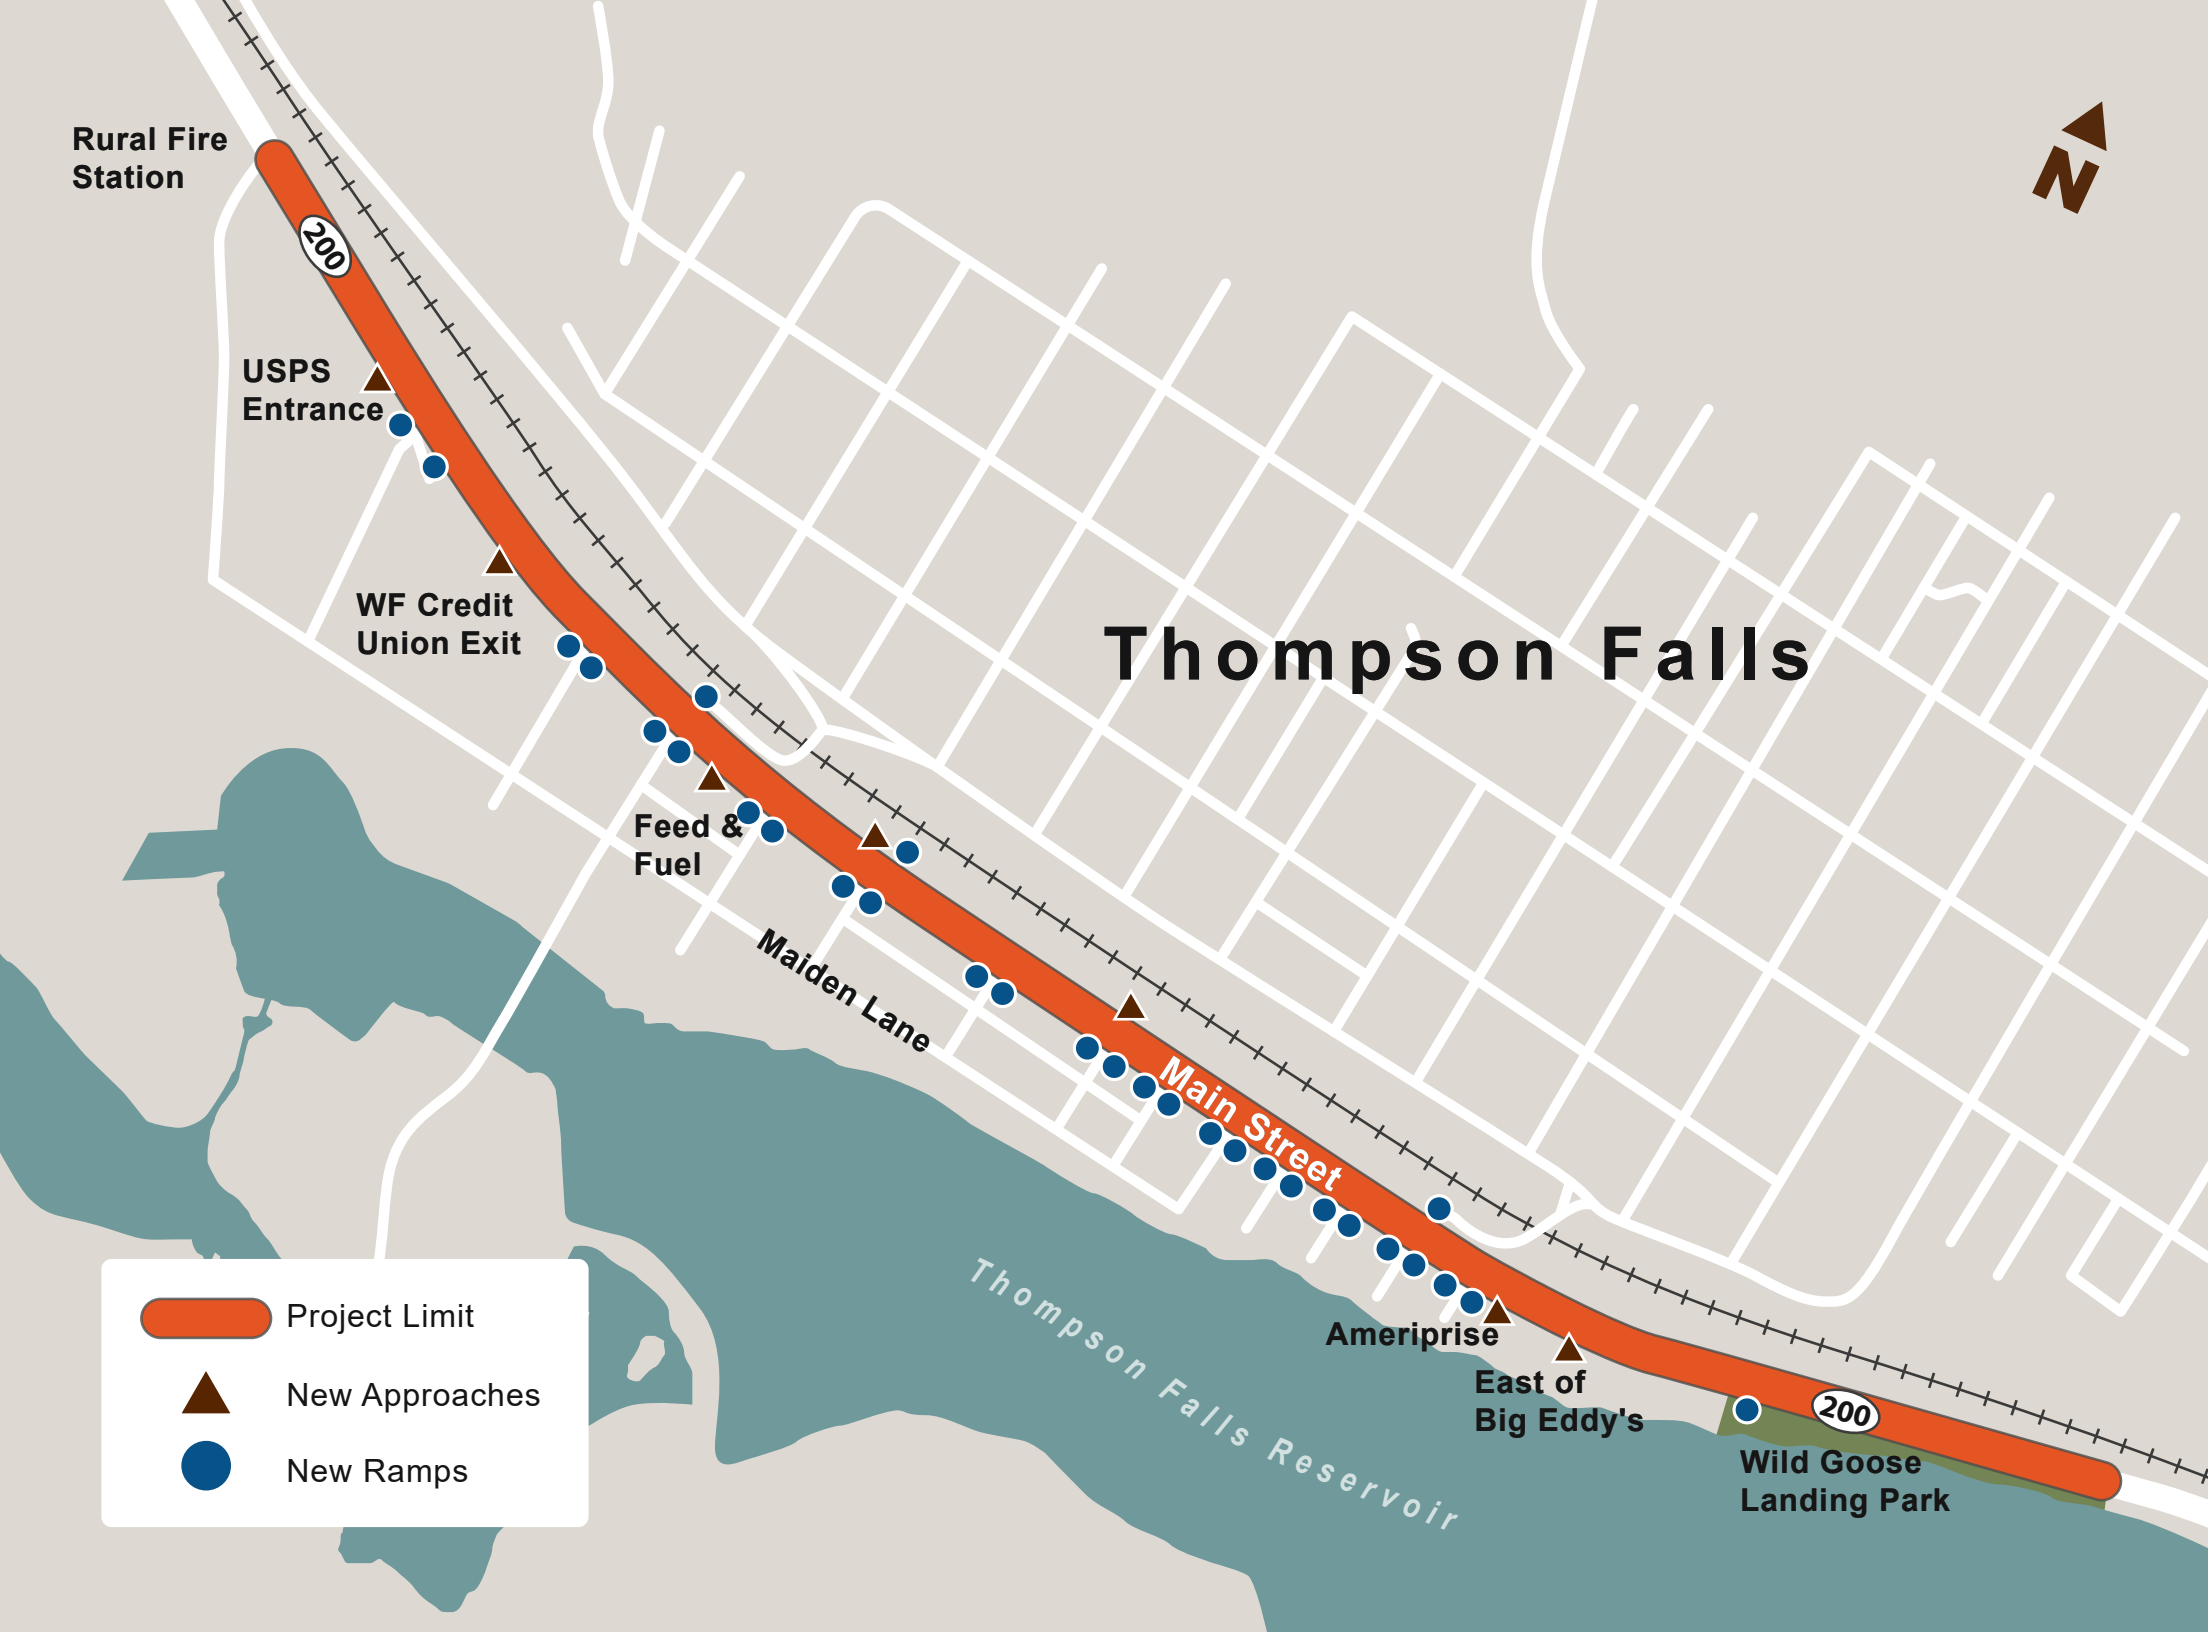 Rural Fire
Station
N
200
USPS
Entrance
WF Credit
Union Exit
Thompson Falls
Feed &
Fuel
Maiden Lane
Main Street
Thompson Falls Reservoir
Ameriprise
East of
Big Eddy's
200
Wild Goose
Landing Park
Project Limit
New Approaches
New Ramps